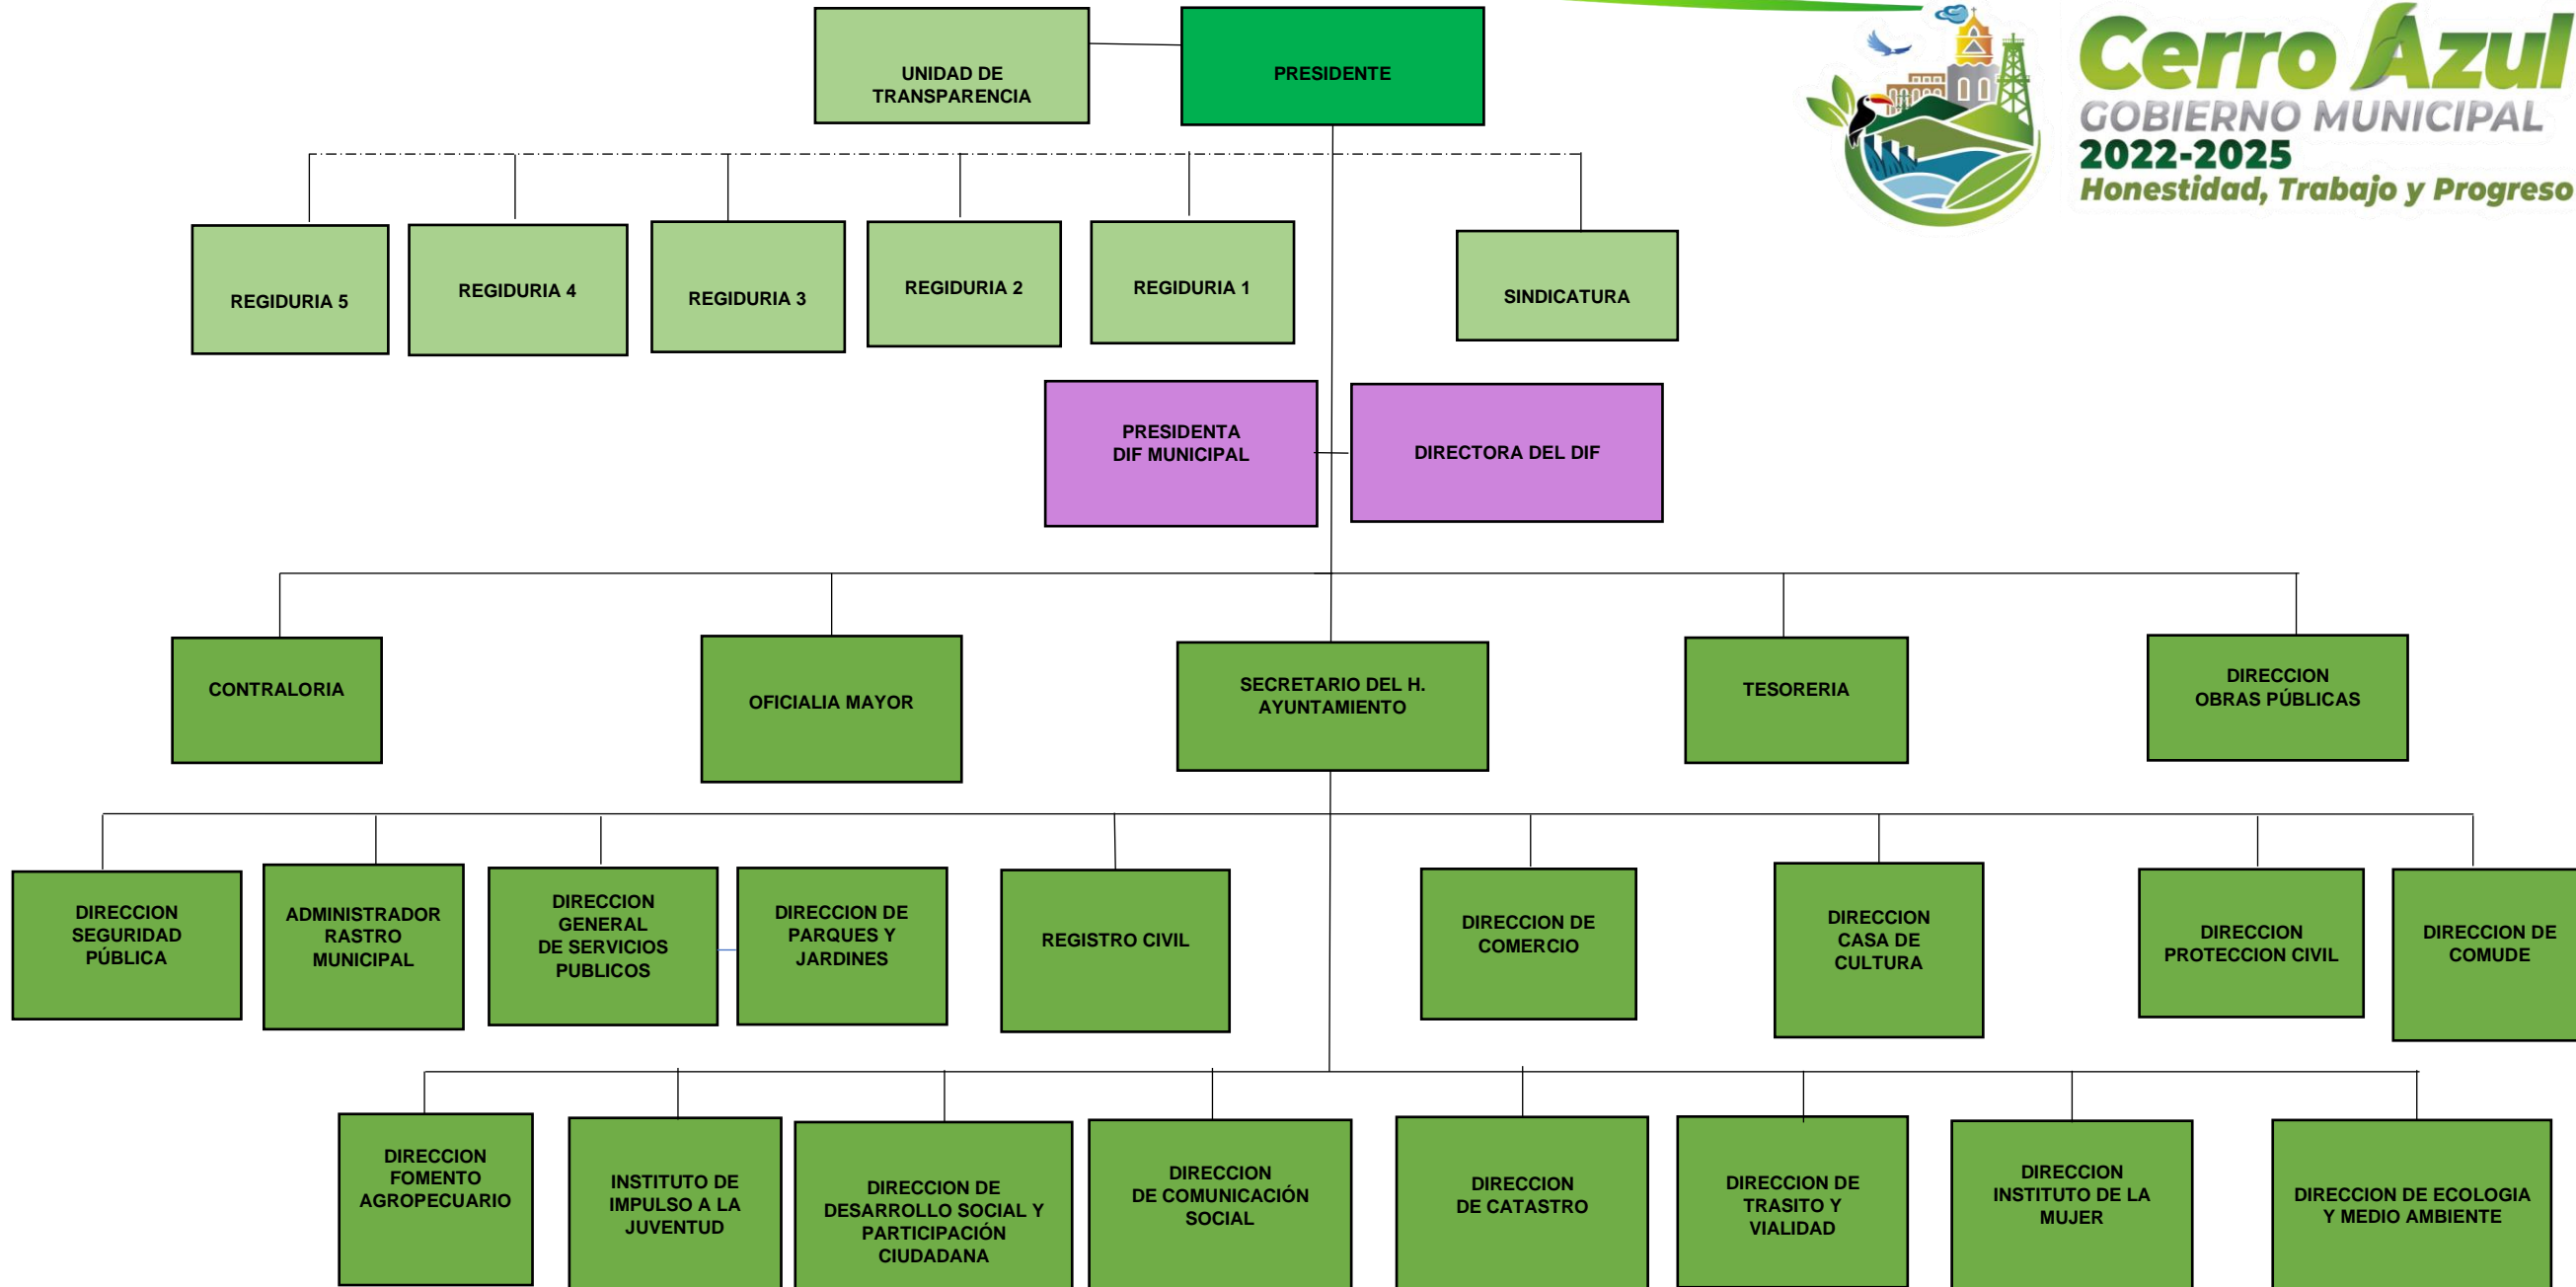 UNIDAD DE
TRANSPARENCIA
PRESIDENTE
Cerro Azul
GOBIERNO MUNICIPAL
2022-2025
Honestidad, Trabajo y Progreso
REGIDURIA 5
REGIDURIA 4
REGIDURIA 3
REGIDURIA 2
REGIDURIA 1
SINDICATURA
PRESIDENTA
DIF MUNICIPAL
DIRECTORA DEL DIF
CONTRALORIA
OFICIALIA MAYOR
SECRETARIO DEL H.
AYUNTAMIENTO
TESORERIA
DIRECCION
OBRAS PÚBLICAS
DIRECCION
SEGURIDAD
PÚBLICA
ADMINISTRADOR
RASTRO
MUNICIPAL
DIRECCION
GENERAL
DE SERVICIOS
PUBLICOS
DIRECCION DE
PARQUES Y
JARDINES
REGISTRO CIVIL
DIRECCION DE
COMERCIO
DIRECCION
CASA DE
CULTURA
DIRECCION
PROTECCION CIVIL
DIRECCION DE
COMUDE
DIRECCION
FOMENTO
AGROPECUARIO
INSTITUTO DE
IMPULSO A LA
JUVENTUD
DIRECCION DE
DESARROLLO SOCIAL Y
PARTICIPACIÓN
CIUDADANA
DIRECCION
DE COMUNICACIÓN
SOCIAL
DIRECCION
DE CATASTRO
DIRECCION DE
TRASITO Y
VIALIDAD
DIRECCION
INSTITUTO DE LA
MUJER
DIRECCION DE ECOLOGIA
Y MEDIO AMBIENTE